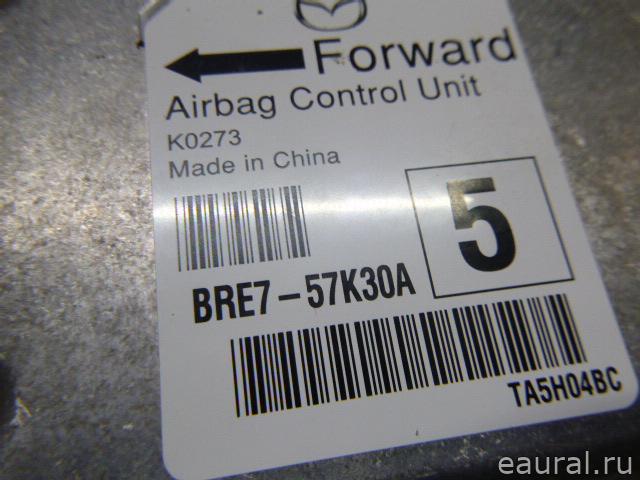 Forward
Airbag Control Unit
K0273
Made in China
5
BRE7-57K30A
TA5H04BC
eaural.ru